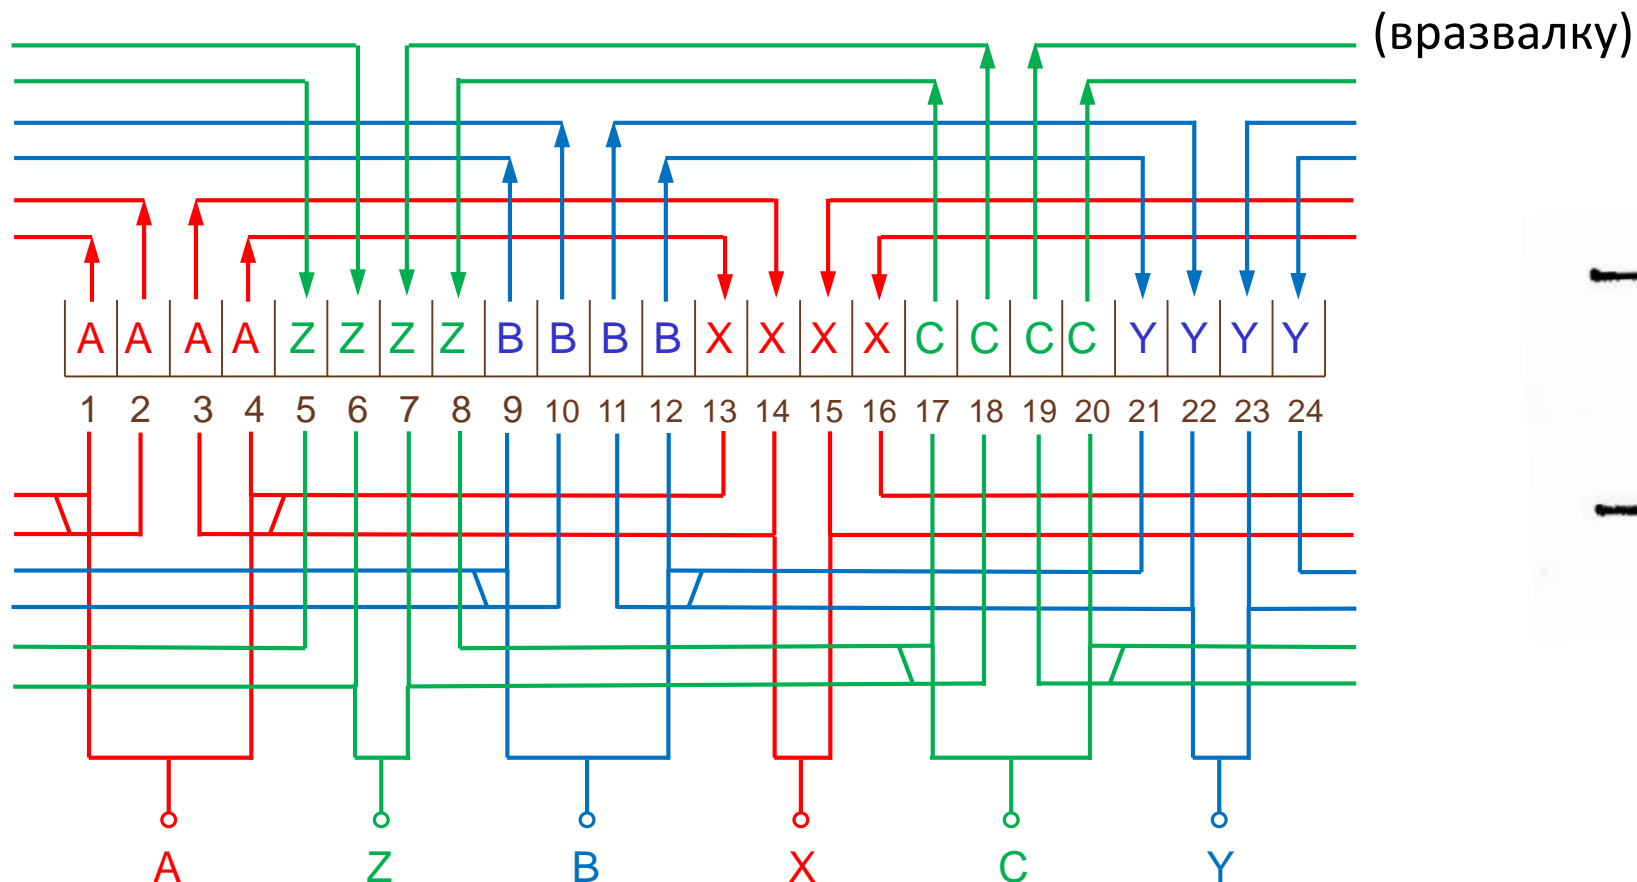 (вразвалку)
A A A A Z Z Z Z B B B B X X X X C C C C Y Y Y Y
1 2 3 4 5 6 7 8 9 10 11 12 13 14 15 16 17 18 19 20 21 22 23 24
A Z B X C Y